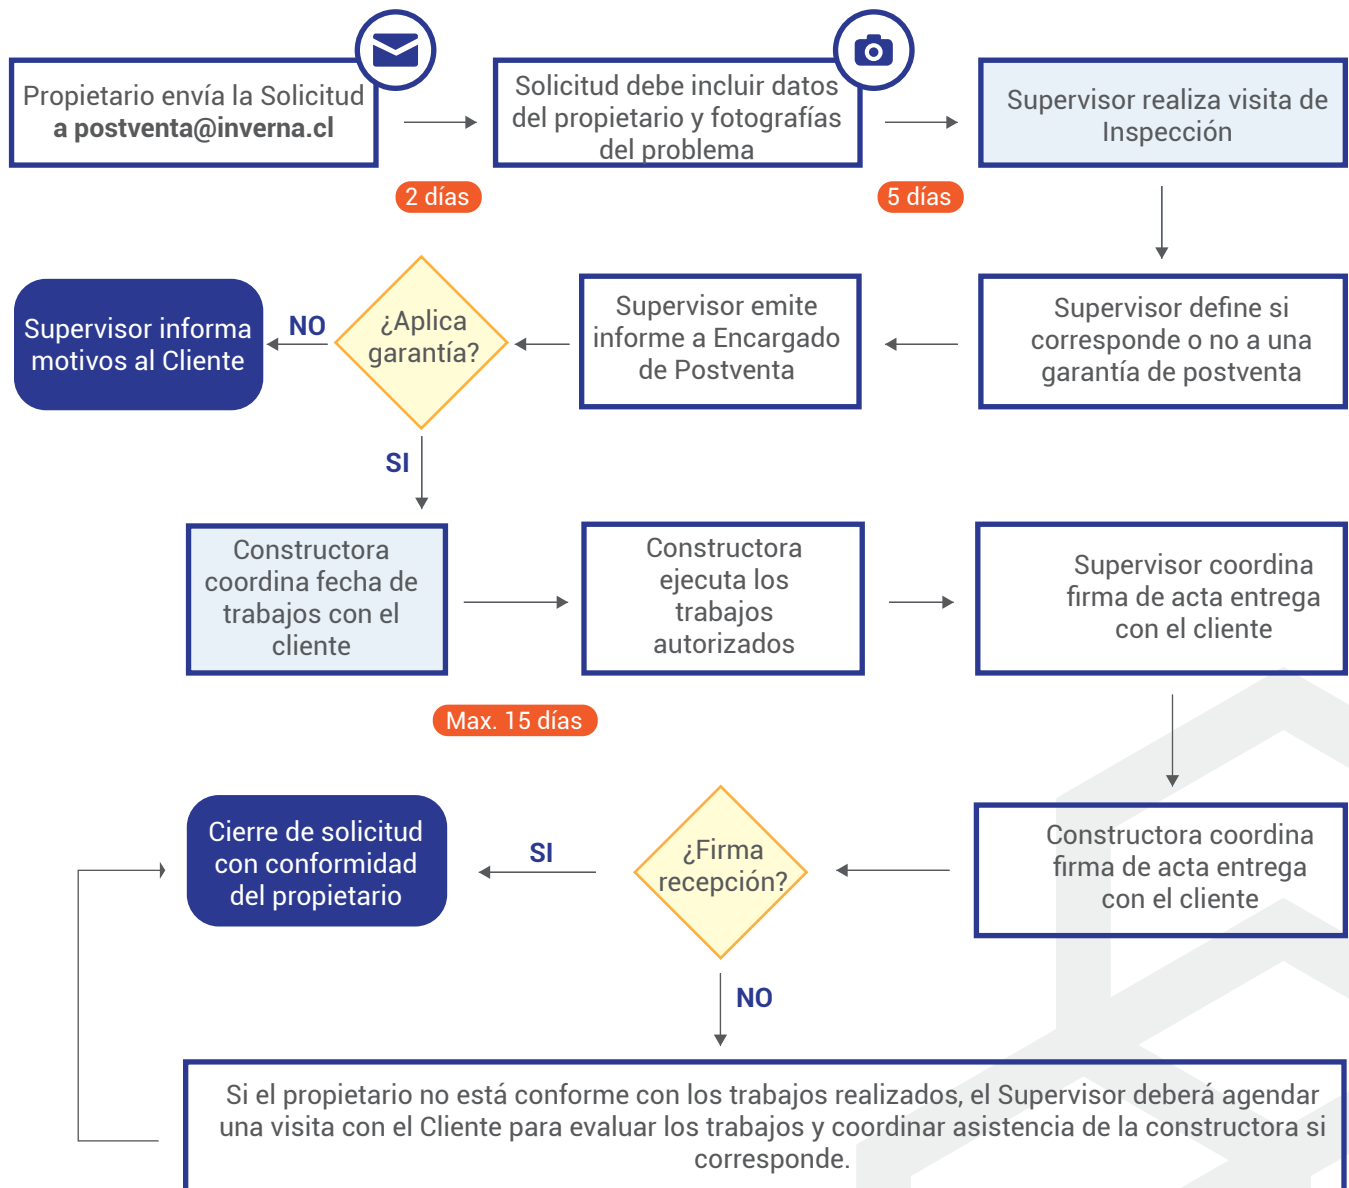 Propietario envía la Solicitud
a postventa@inverna.cl
Solicitud debe incluir datos
del propietario y fotografías
del problema
Supervisor realiza visita de
Inspección
2 días
5 días
Supervisor informa
motivos al Cliente
NO
¿Aplica
garantía?
Supervisor emite
informe a Encargado
de Postventa
Supervisor define si
corresponde o no a una
garantía de postventa
SI
Constructora
coordina fecha de
trabajos con el
cliente
Constructora
ejecuta los
trabajos
autorizados
Supervisor coordina
firma de acta entrega
con el cliente
Max. 15 días
Cierre de solicitud
con conformidad
del propietario
SI
¿Firma
recepción?
Constructora coordina
firma de acta entrega
con el cliente
NO
Si el propietario no está conforme con los trabajos realizados, el Supervisor deberá agendar
una visita con el Cliente para evaluar los trabajos y coordinar asistencia de la constructora si
corresponde.